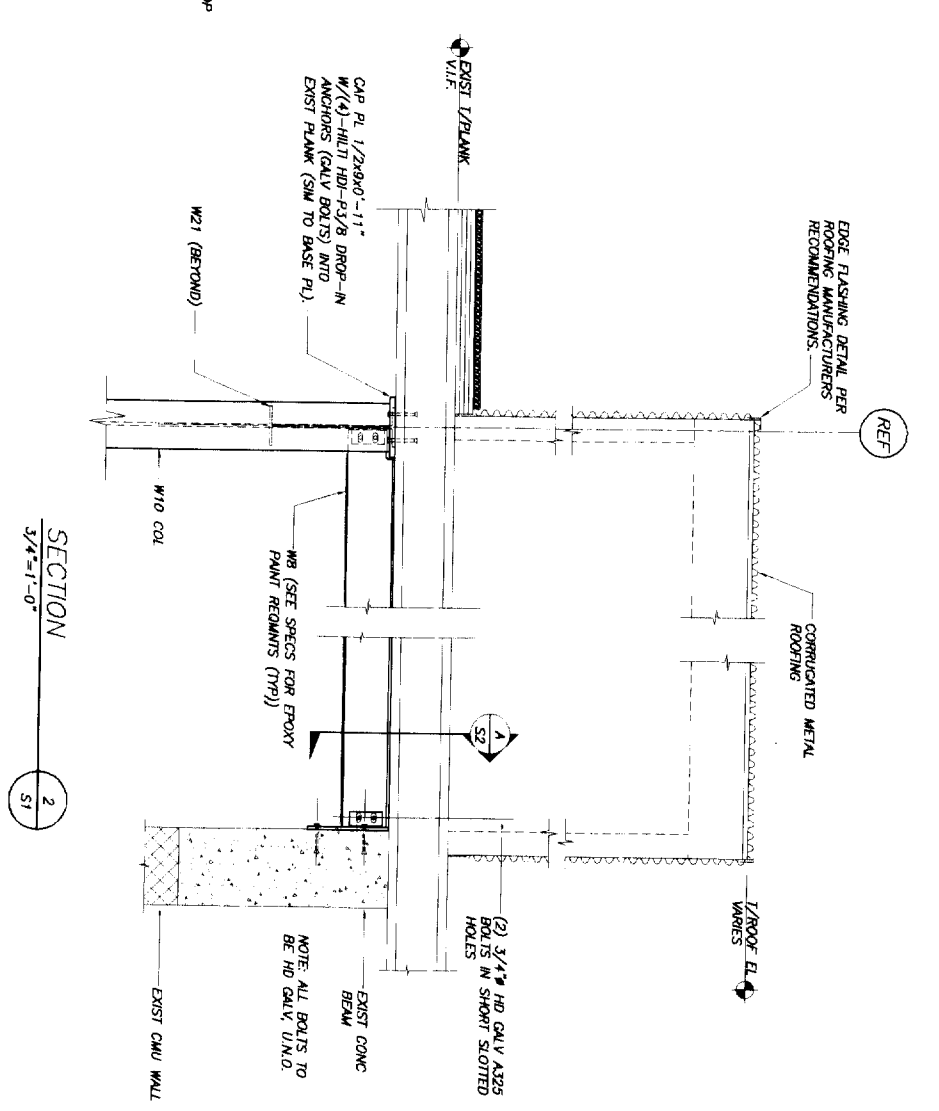 REF
EDGE FLASHING DETAIL PER
ROOFING MANUFACTURERS
RECOMMENDATIONS.
CORRUGATED METAL
ROOFING
T/ROOF EL
VARIES
EXIST T/PLANK
V.I.F.
CAP PL 1/2x9x0'-11"
W/(4)-HILTI HDI-P3/8 DROP-IN
ANCHORS (GALV BOLTS) INTO
EXIST PLANK (SIM TO BASE PL).
A
S2
(2) 3/4"ø HD GALV A325
BOLTS IN SHORT SLOTTED
HOLES
W21 (BEYOND)
W10 COL
W8 (SEE SPECS FOR EPOXY
PAINT REQMNTS (TYP))
EXIST CONC
BEAM
NOTE: ALL BOLTS TO
BE HD GALV, U.N.O.
EXIST CMU WALL
SECTION
3/4"=1'-0"
2
S1